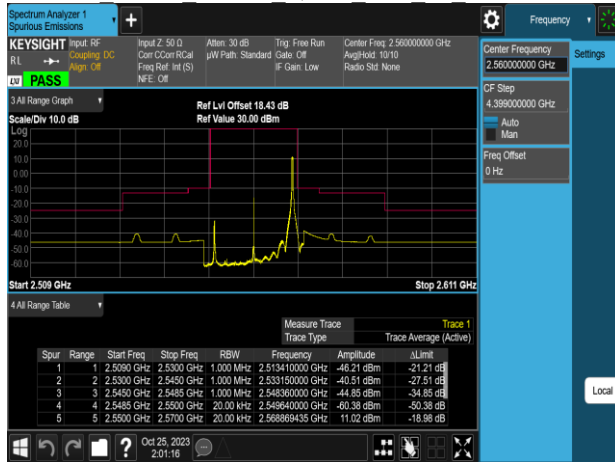 Spectrum Analyzer 1
Spurious Emissions
+
Frequency
KEYSIGHT Input: RF Input Z: 50 Ω Atten: 30 dB Trig: Free Run Center Freq: 2.560000000 GHz
RL Coupling: DC Corr CCorr RCal µW Path: Standard Gate: Off Avg|Hold: 10/10
Align: Off Freq Ref: Int (S) IF Gain: Low Radio Std: None
LXI PASS NFE: Off
Center Frequency
2.560000000 GHz
Settings
CF Step
4.399000000 GHz
Auto
Man
Freq Offset
0 Hz
3 All Range Graph
Ref Lvl Offset 18.43 dB
Scale/Div 10.0 dB Ref Value 30.00 dBm
Log
20.0
10.0
0.00
-10.0
-20.0
-30.0
-40.0
-50.0
-60.0
Start 2.509 GHz Stop 2.611 GHz
4 All Range Table
Measure Trace Trace 1
Trace Type Trace Average (Active)
Spur Range Start Freq Stop Freq RBW Frequency Amplitude ΔLimit
1 1 2.5090 GHz 2.5300 GHz 1.000 MHz 2.513410000 GHz -46.21 dBm -21.21 dB
2 2 2.5300 GHz 2.5450 GHz 1.000 MHz 2.533150000 GHz -40.51 dBm -27.51 dB
3 3 2.5450 GHz 2.5485 GHz 1.000 MHz 2.548360000 GHz -44.85 dBm -34.85 dB
4 4 2.5485 GHz 2.5500 GHz 20.00 kHz 2.549640000 GHz -60.38 dBm -50.38 dB
5 5 2.5500 GHz 2.5700 GHz 20.00 kHz 2.568869435 GHz 11.02 dBm -18.98 dB
Local
? Oct 25, 2023
2:01:16